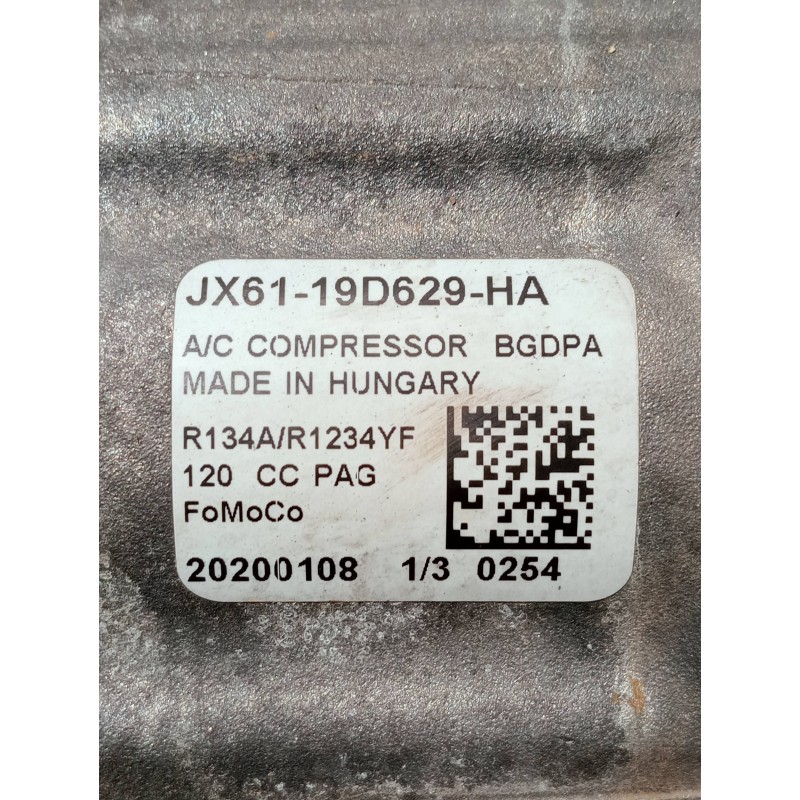 JX61-19D629-HA
A/C COMPRESSOR BGDPA
MADE IN HUNGARY
R134A/R1234YF
120 CC PAG
FoMoCo
20200108 1/3 0254